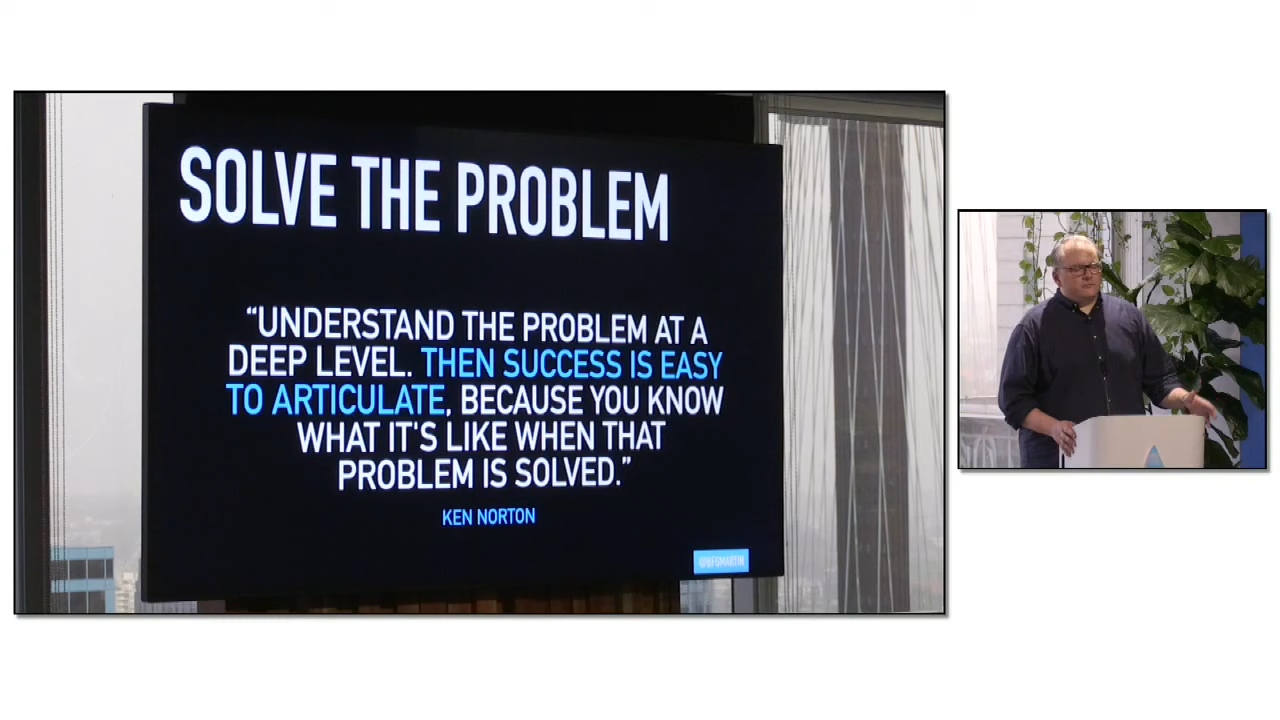 SOLVE THE PROBLEM
“UNDERSTAND THE PROBLEM AT A
DEEP LEVEL. THEN SUCCESS IS EASY
TO ARTICULATE, BECAUSE YOU KNOW
WHAT IT'S LIKE WHEN THAT
PROBLEM IS SOLVED.”
KEN NORTON
@BFGMARTIN